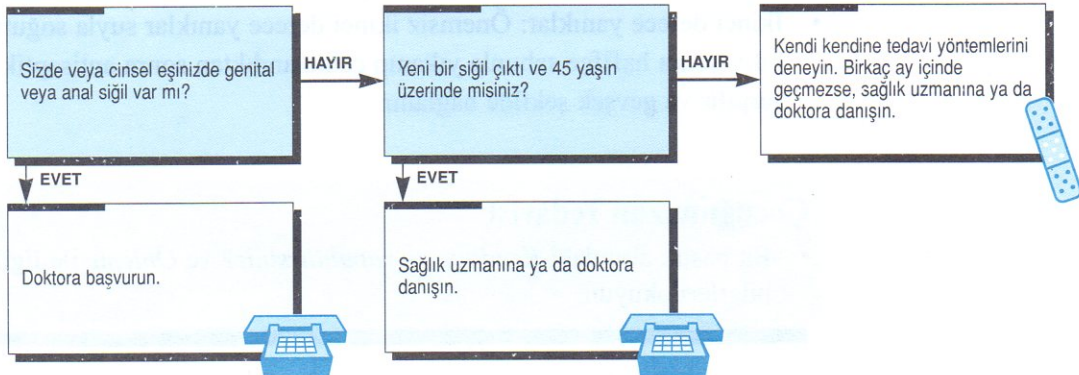 Sizde veya cinsel eşinizde genital
veya anal siğil var mı?
HAYIR
Yeni bir siğil çıktı ve 45 yaşın
üzerinde misiniz?
HAYIR
Kendi kendine tedavi yöntemlerini
deneyin. Birkaç ay içinde
geçmezse, sağlık uzmanına ya da
doktora danışın.
EVET
EVET
Doktora başvurun.
Sağlık uzmanına ya da doktora
danışın.